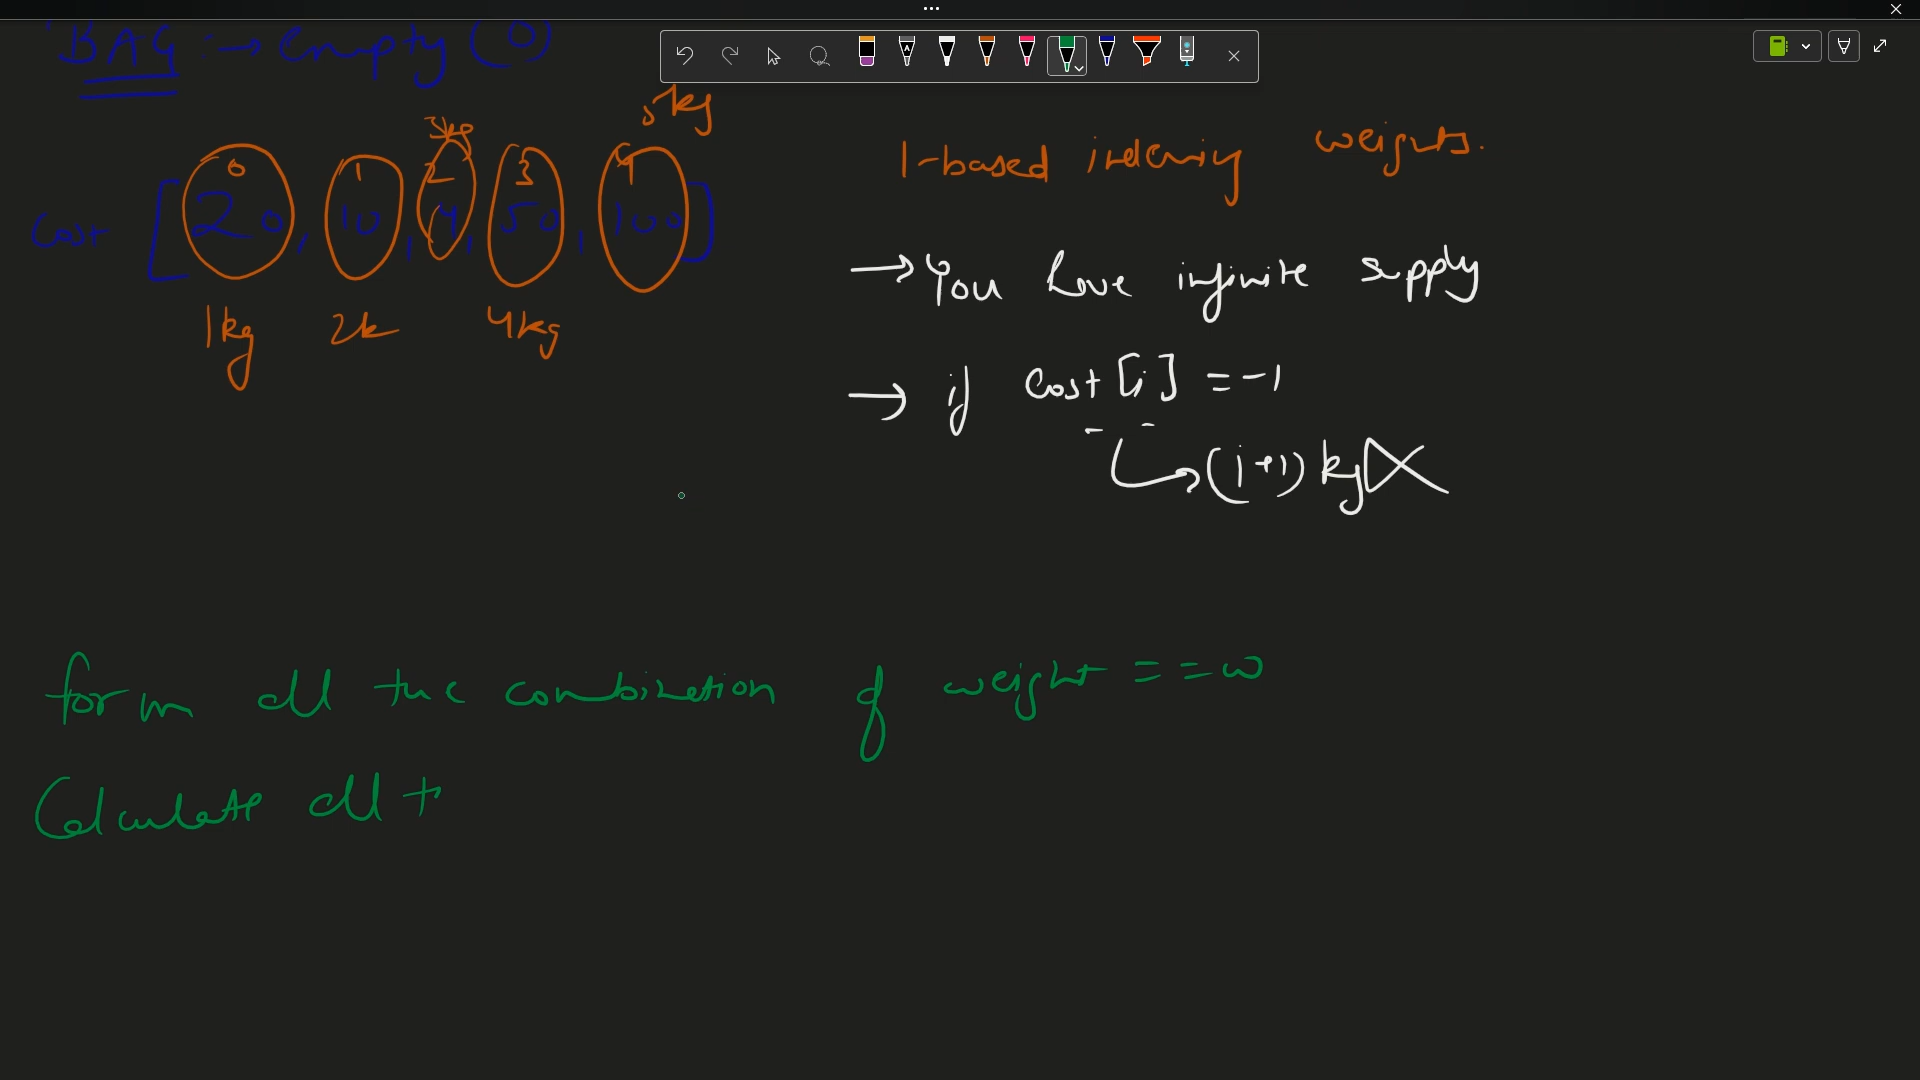 BAG :→ empty (0)
5kg
3kg
0 1 2 3 4
Cost [20, 10, 4, 50, 100]
1kg 2k 4kg
1-based indexing weights.
→ You have infinite supply
→ if Cost[i] = -1
(i+1) kg X
form all the combination of weight == w
Calculate all t